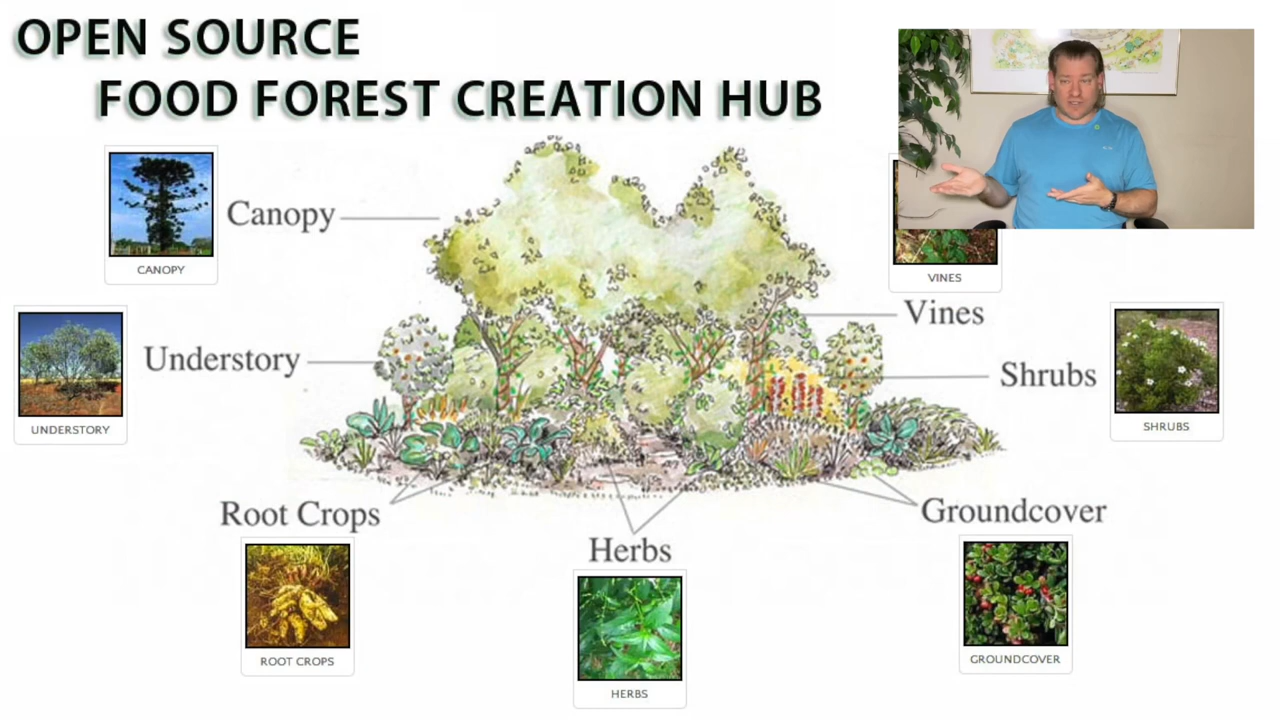 OPEN SOURCE
FOOD FOREST CREATION HUB
CANOPY
Canopy
VINES
Vines
UNDERSTORY
Understory
Shrubs
SHRUBS
Root Crops
ROOT CROPS
Herbs
HERBS
Groundcover
GROUNDCOVER